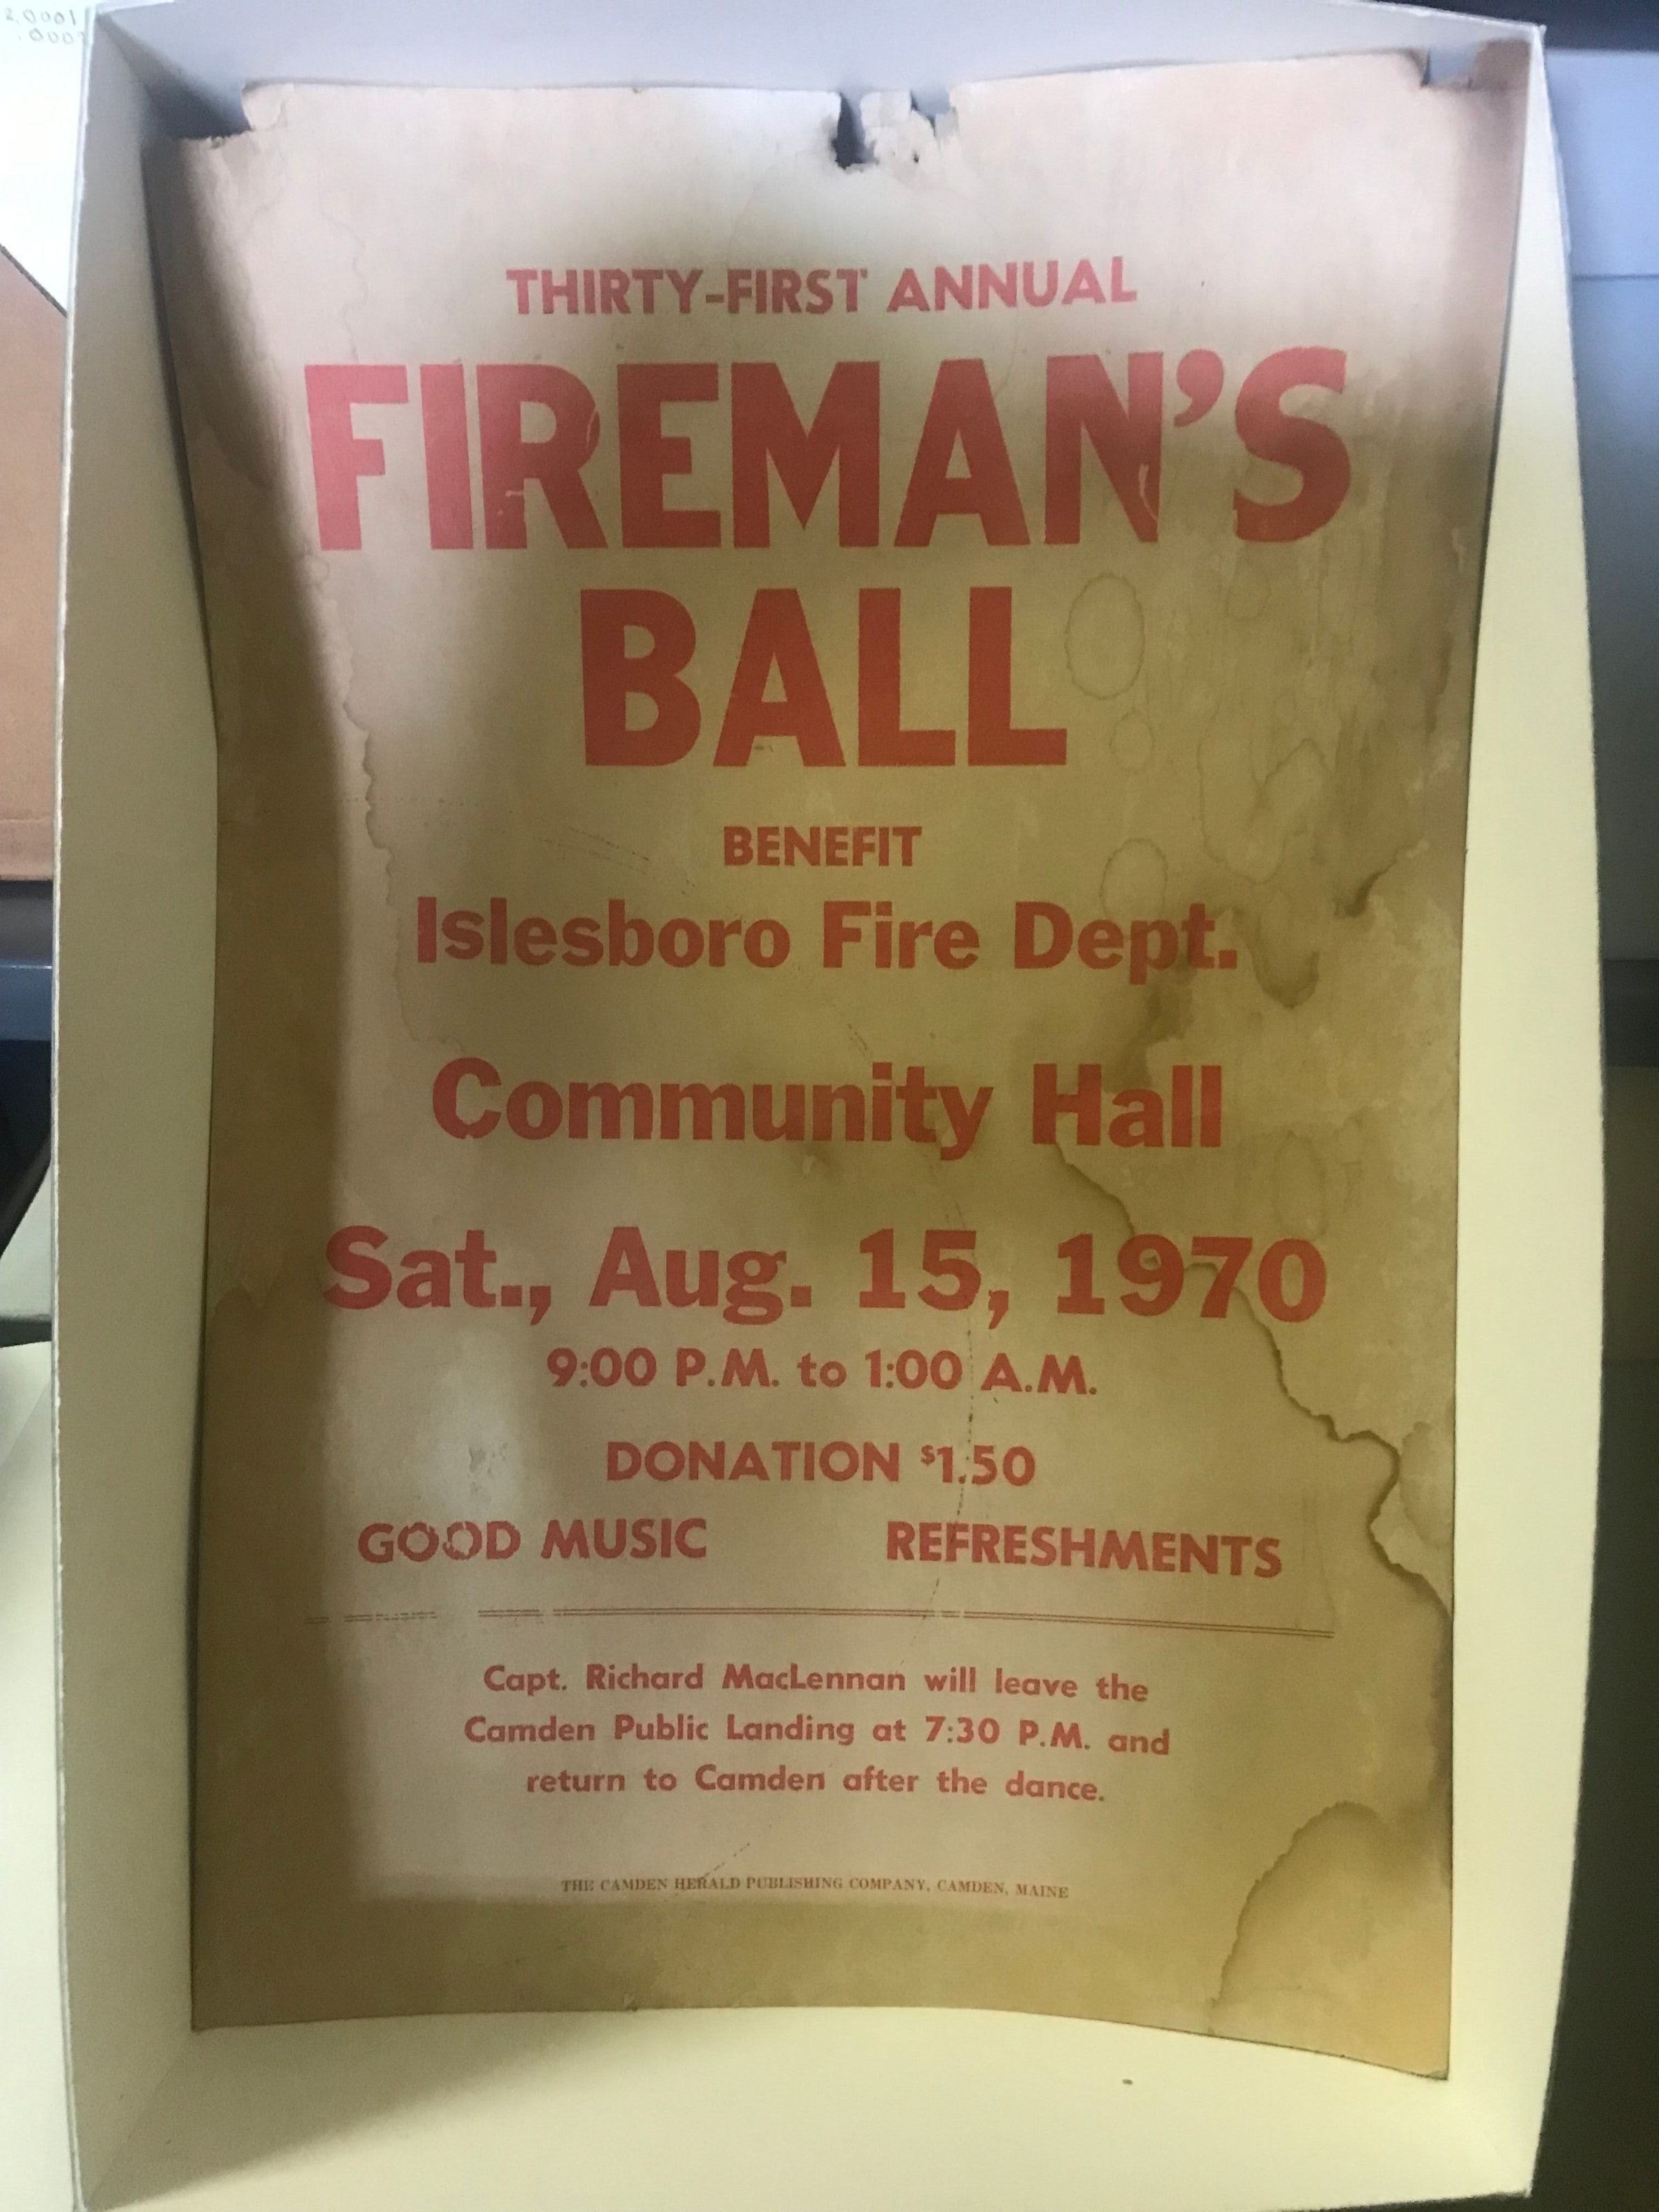 THIRTY-FIRST ANNUAL
FIREMAN'S
BALL
BENEFIT
Islesboro Fire Dept.
Community Hall
Sat., Aug. 15, 1970
9:00 P.M. to 1:00 A.M.
DONATION $1.50
GOOD MUSIC REFRESHMENTS
Capt. Richard MacLennan will leave the
Camden Public Landing at 7:30 P.M. and
return to Camden after the dance.
THE CAMDEN HERALD PUBLISHING COMPANY, CAMDEN, MAINE